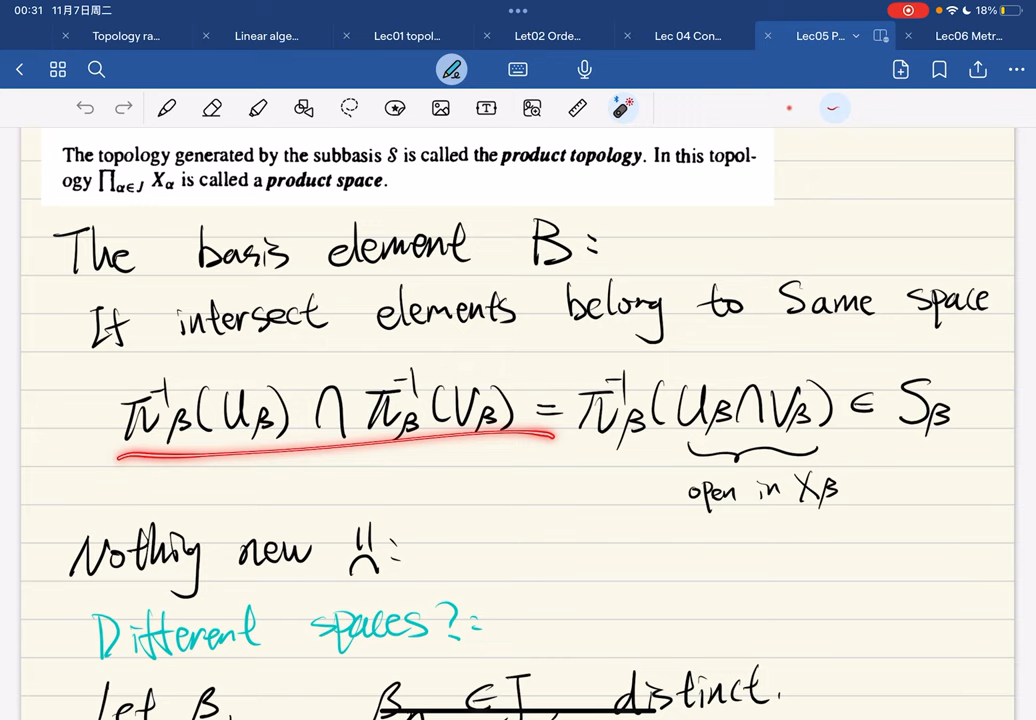 00:31 11月7日周二
18%
Topology ra...
Linear alge...
Lec01 topol...
Let02 Orde...
Lec 04 Con...
Lec05 P...
Lec06 Metr...
The topology generated by the subbasis S is called the product topology. In this topol-
ogy ∏α∈J Xα is called a product space.
The basis element B:
If intersect elements belong to Same space
π⁻¹β(Uβ) ∩ π⁻¹β(Vβ) = π⁻¹β(Uβ∩Vβ) ∈ Sβ
open in Xβ
Nothing new :
Different spaces?:
let β, βn ∈ J distinct.